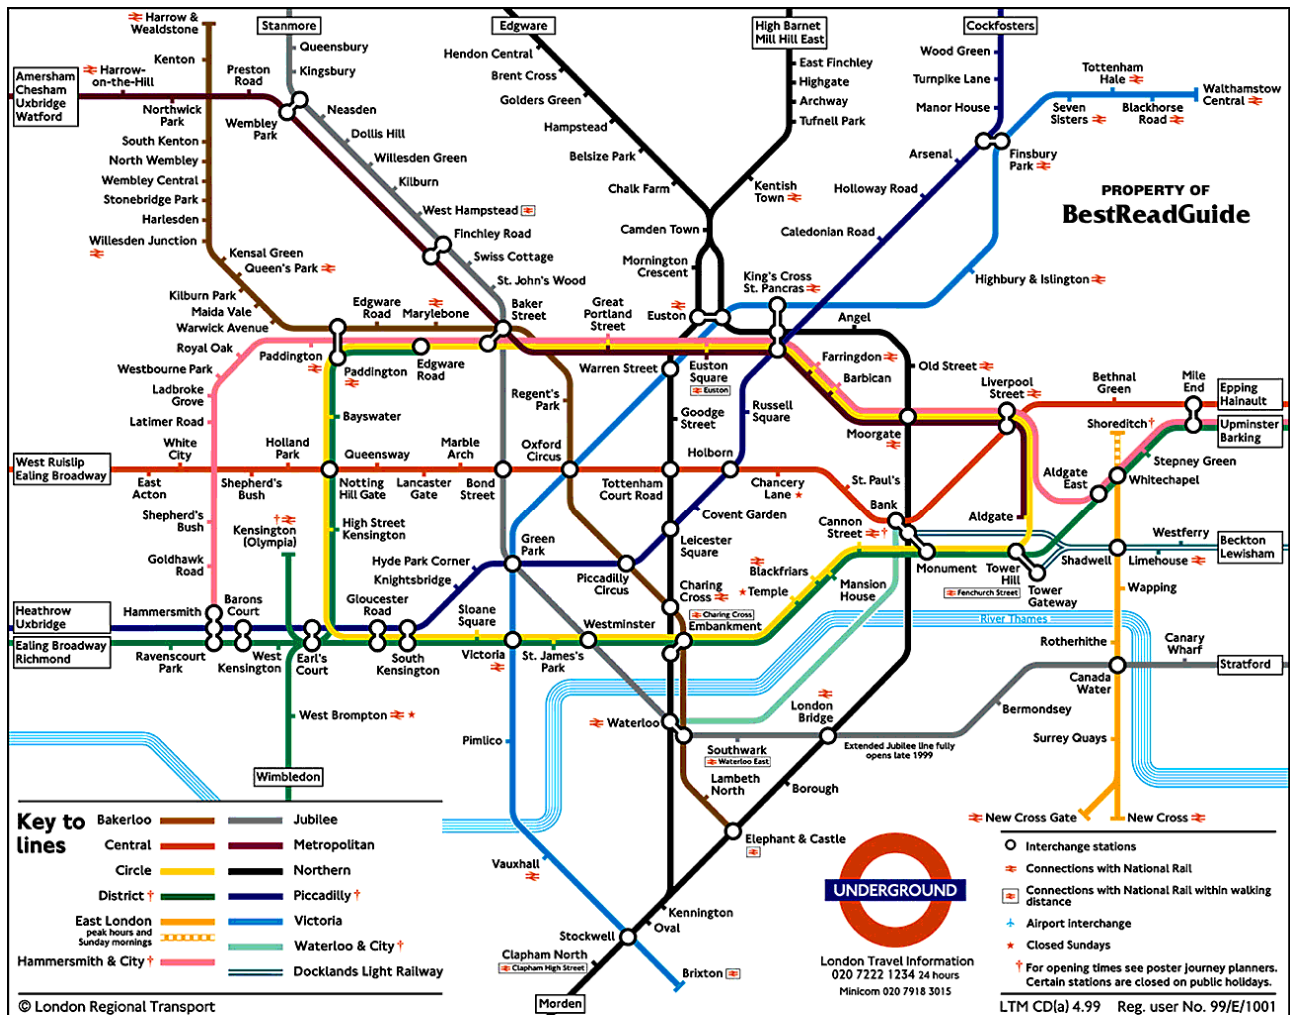 Harrow &
Wealdstone
Stanmore
Edgware
High Barnet
Mill Hill East
Cockfosters
Kenton
Queensbury
Kingsbury
Hendon Central
Brent Cross
Golders Green
Hampstead
Belsize Park
Chalk Farm
East Finchley
Highgate
Archway
Tufnell Park
Kentish
Town
Wood Green
Turnpike Lane
Manor House
Arsenal
Holloway Road
Caledonian Road
Tottenham
Hale
Seven
Sisters
Blackhorse
Road
Walthamstow
Central
Finsbury
Park
Highbury & Islington
PROPERTY OF
BestReadGuide
Amersham
Chesham
Uxbridge
Watford
Harrow-
on-the-Hill
Preston
Road
Northwick
Park
Wembley
Park
South Kenton
North Wembley
Wembley Central
Stonebridge Park
Harlesden
Willesden Junction
Neasden
Dollis Hill
Willesden Green
Kilburn
West Hampstead
Finchley Road
Swiss Cottage
St. John's Wood
Kensal Green
Queen's Park
Kilburn Park
Maida Vale
Warwick Avenue
Camden Town
Mornington
Crescent
King's Cross
St. Pancras
Euston
Angel
Edgware
Road
Marylebone
Baker
Street
Great
Portland
Street
Royal Oak
Westbourne Park
Ladbroke
Grove
Latimer Road
Paddington
Paddington
Edgware
Road
Bayswater
Warren Street
Euston
Square
Euston
Farringdon
Barbican
Old Street
Liverpool
Street
Bethnal
Green
Mile
End
Epping
Hainault
Upminster
Barking
Shoreditch
Stepney Green
Whitechapel
Aldgate
East
Aldgate
Moorgate
Regent's
Park
Goodge
Street
Russell
Square
White
City
Holland
Park
Queensway
Marble
Arch
Oxford
Circus
Holborn
West Ruislip
Ealing Broadway
East
Acton
Shepherd's
Bush
Notting
Hill Gate
Lancaster
Gate
Bond
Street
Tottenham
Court Road
Chancery
Lane
St. Paul's
Bank
Cannon
Street
Monument
Shepherd's
Bush
Goldhawk
Road
Kensington
(Olympia)
High Street
Kensington
Hyde Park Corner
Knightsbridge
Green
Park
Piccadilly
Circus
Covent Garden
Leicester
Square
Charing
Cross
Charing Cross
Embankment
Blackfriars
Temple
Mansion
House
Tower
Hill
Fenchurch Street
Tower
Gateway
Shadwell
Westferry
Limehouse
Beckton
Lewisham
Wapping
Rotherhithe
Canary
Wharf
Stratford
Canada
Water
Bermondsey
Surrey Quays
New Cross Gate
New Cross
Heathrow
Uxbridge
Ealing Broadway
Richmond
Hammersmith
Barons
Court
Gloucester
Road
Ravenscourt
Park
West
Kensington
Earl's
Court
South
Kensington
Sloane
Square
Victoria
St. James's
Park
Westminster
West Brompton
Wimbledon
Pimlico
River Thames
Waterloo
Southwark
Waterloo East
London
Bridge
Extended Jubilee line fully
opens late 1999
Lambeth
North
Borough
Elephant & Castle
Vauxhall
Kennington
Oval
Stockwell
Clapham North
Clapham High Street
Brixton
Morden
Key to
lines
Bakerloo
Central
Circle
District †
East London
peak hours and
Sunday mornings
Hammersmith & City †
Jubilee
Metropolitan
Northern
Piccadilly †
Victoria
Waterloo & City †
Docklands Light Railway
© London Regional Transport
UNDERGROUND
London Travel Information
020 7222 1234 24 hours
Minicom 020 7918 3015
Interchange stations
Connections with National Rail
Connections with National Rail within walking
distance
Airport interchange
Closed Sundays
† For opening times see poster journey planners.
Certain stations are closed on public holidays.
LTM CD(a) 4.99 Reg. user No. 99/E/1001